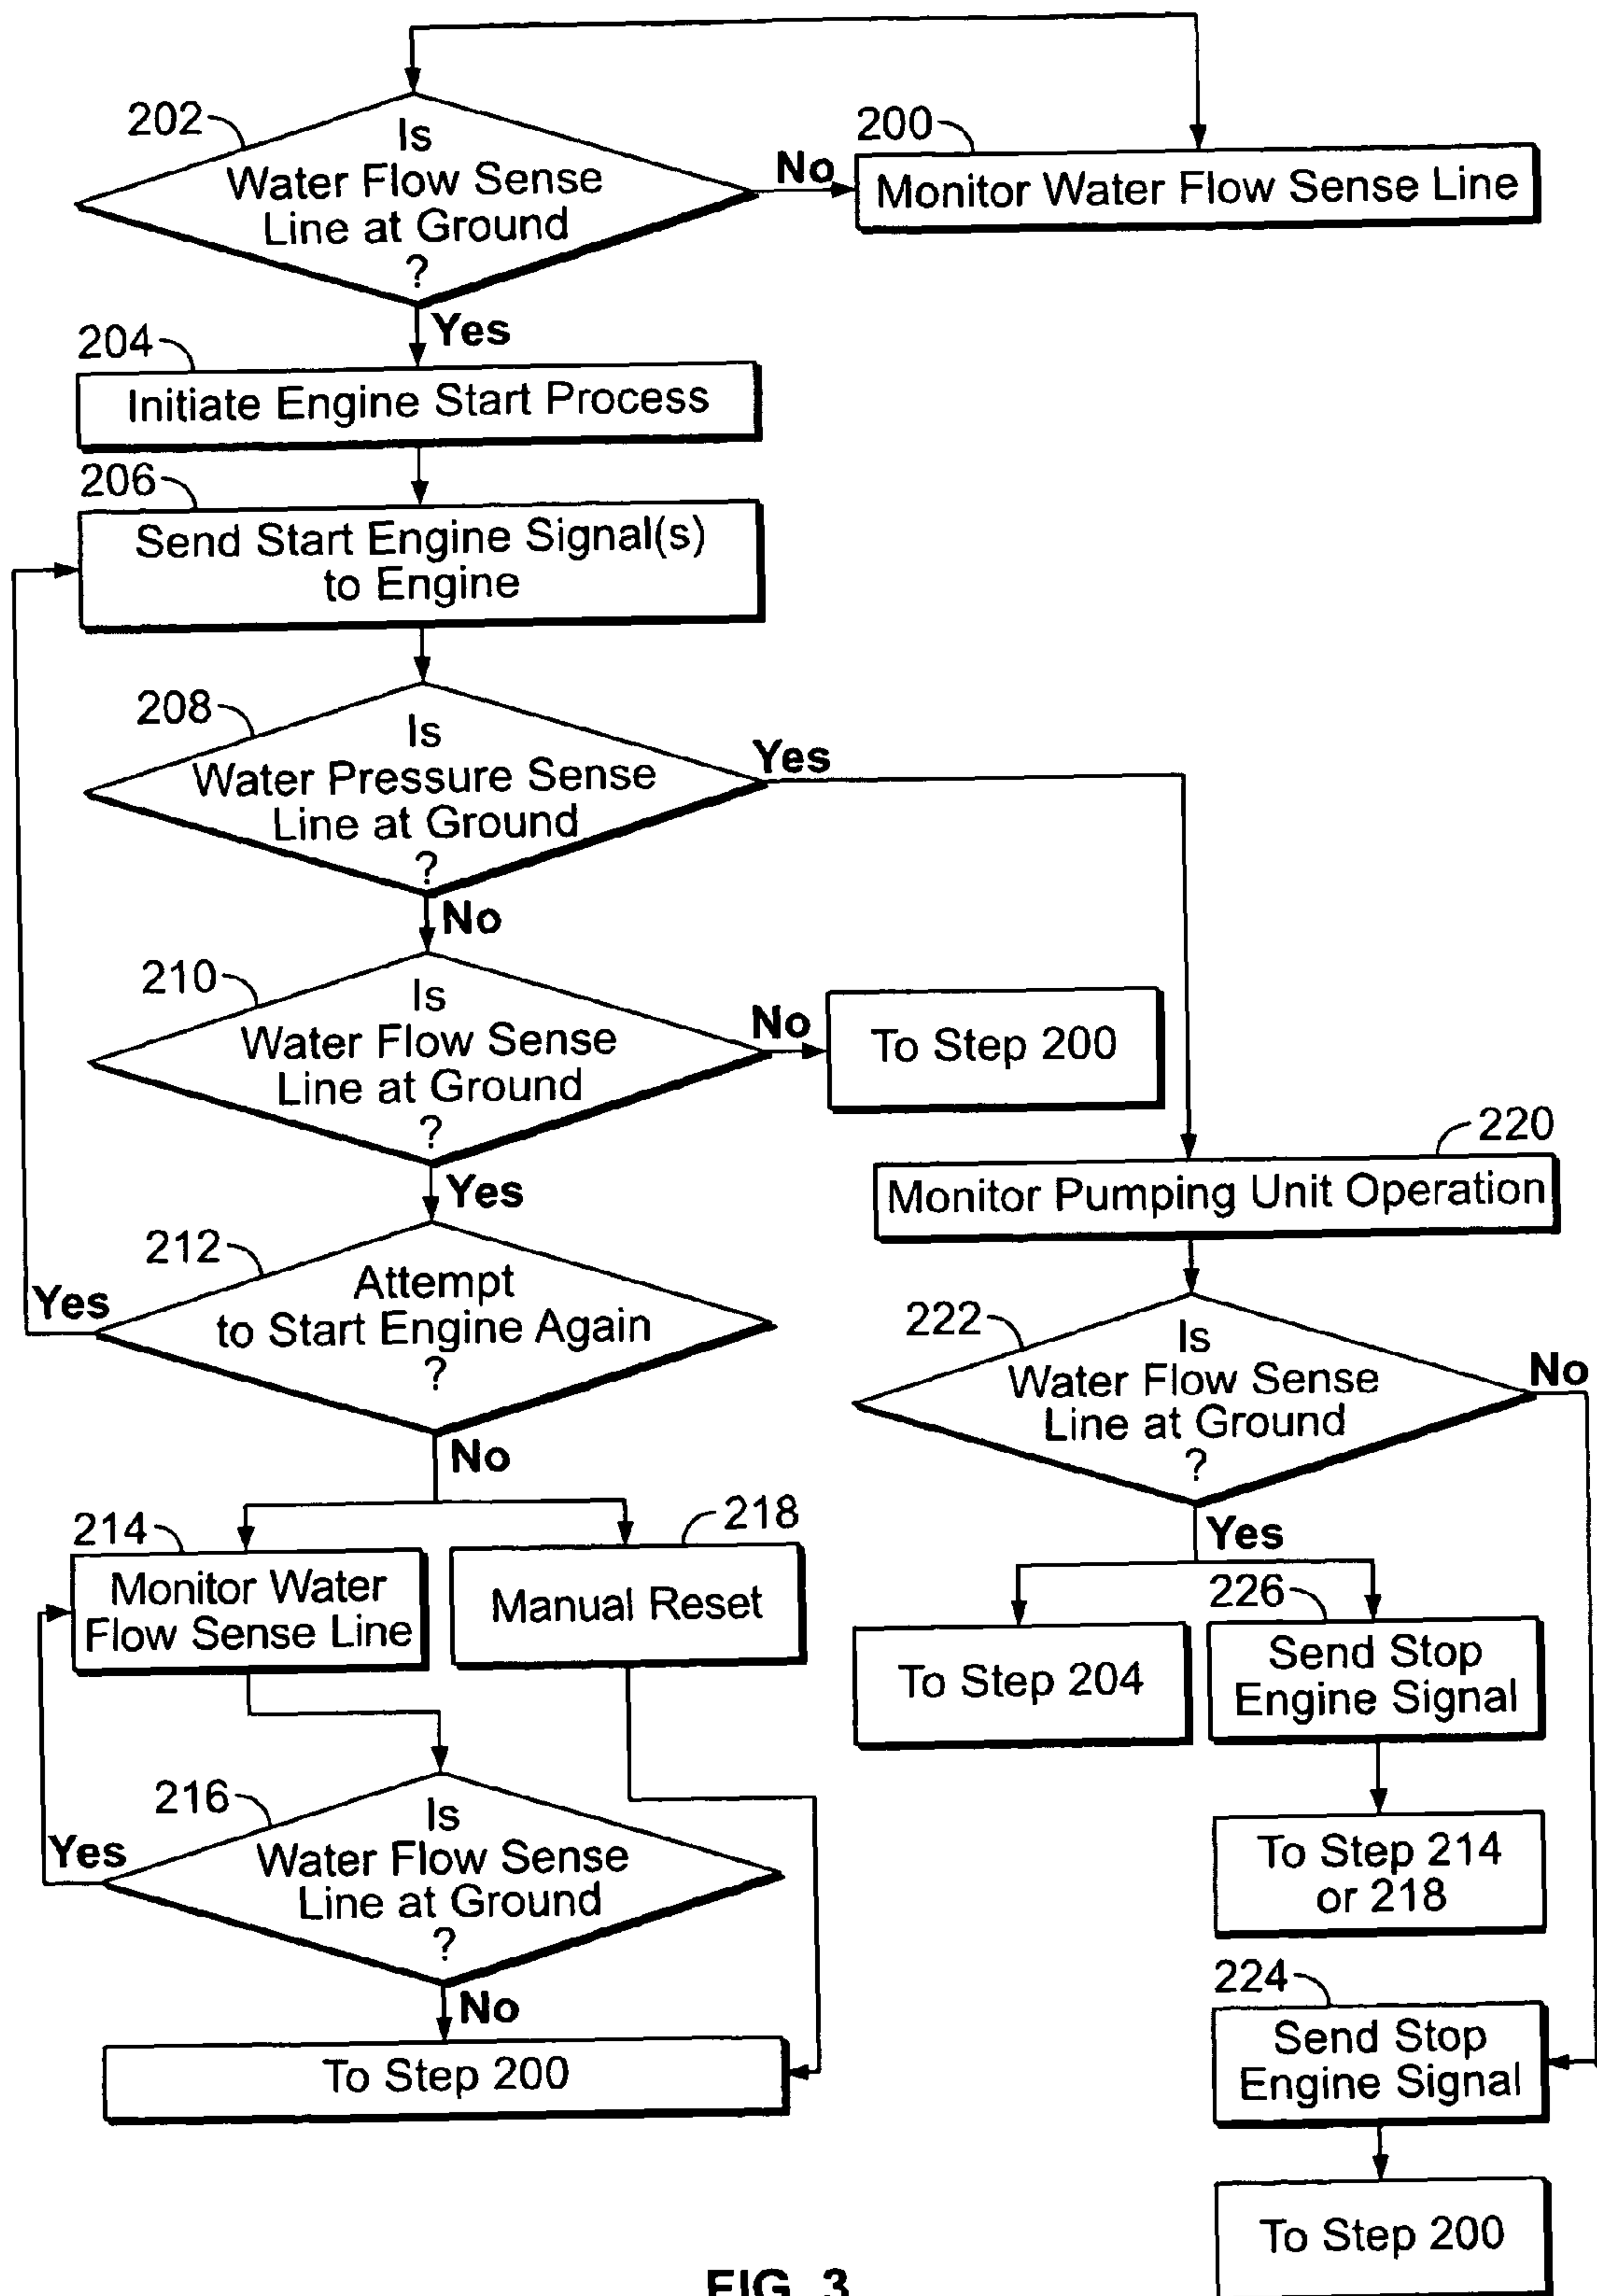 202
Is
Water Flow Sense
Line at Ground
?
No
200
Monitor Water Flow Sense Line
Yes
204
Initiate Engine Start Process
206
Send Start Engine Signal(s)
to Engine
208
Is
Water Pressure Sense
Line at Ground
?
Yes
No
210
Is
Water Flow Sense
Line at Ground
?
No
To Step 200
Yes
212
Attempt
to Start Engine Again
?
Yes
No
214
Monitor Water
Flow Sense Line
218
Manual Reset
216
Is
Water Flow Sense
Line at Ground
?
Yes
No
To Step 200
220
Monitor Pumping Unit Operation
222
Is
Water Flow Sense
Line at Ground
?
No
Yes
To Step 204
226
Send Stop
Engine Signal
To Step 214
or 218
224
Send Stop
Engine Signal
To Step 200
FIG. 3